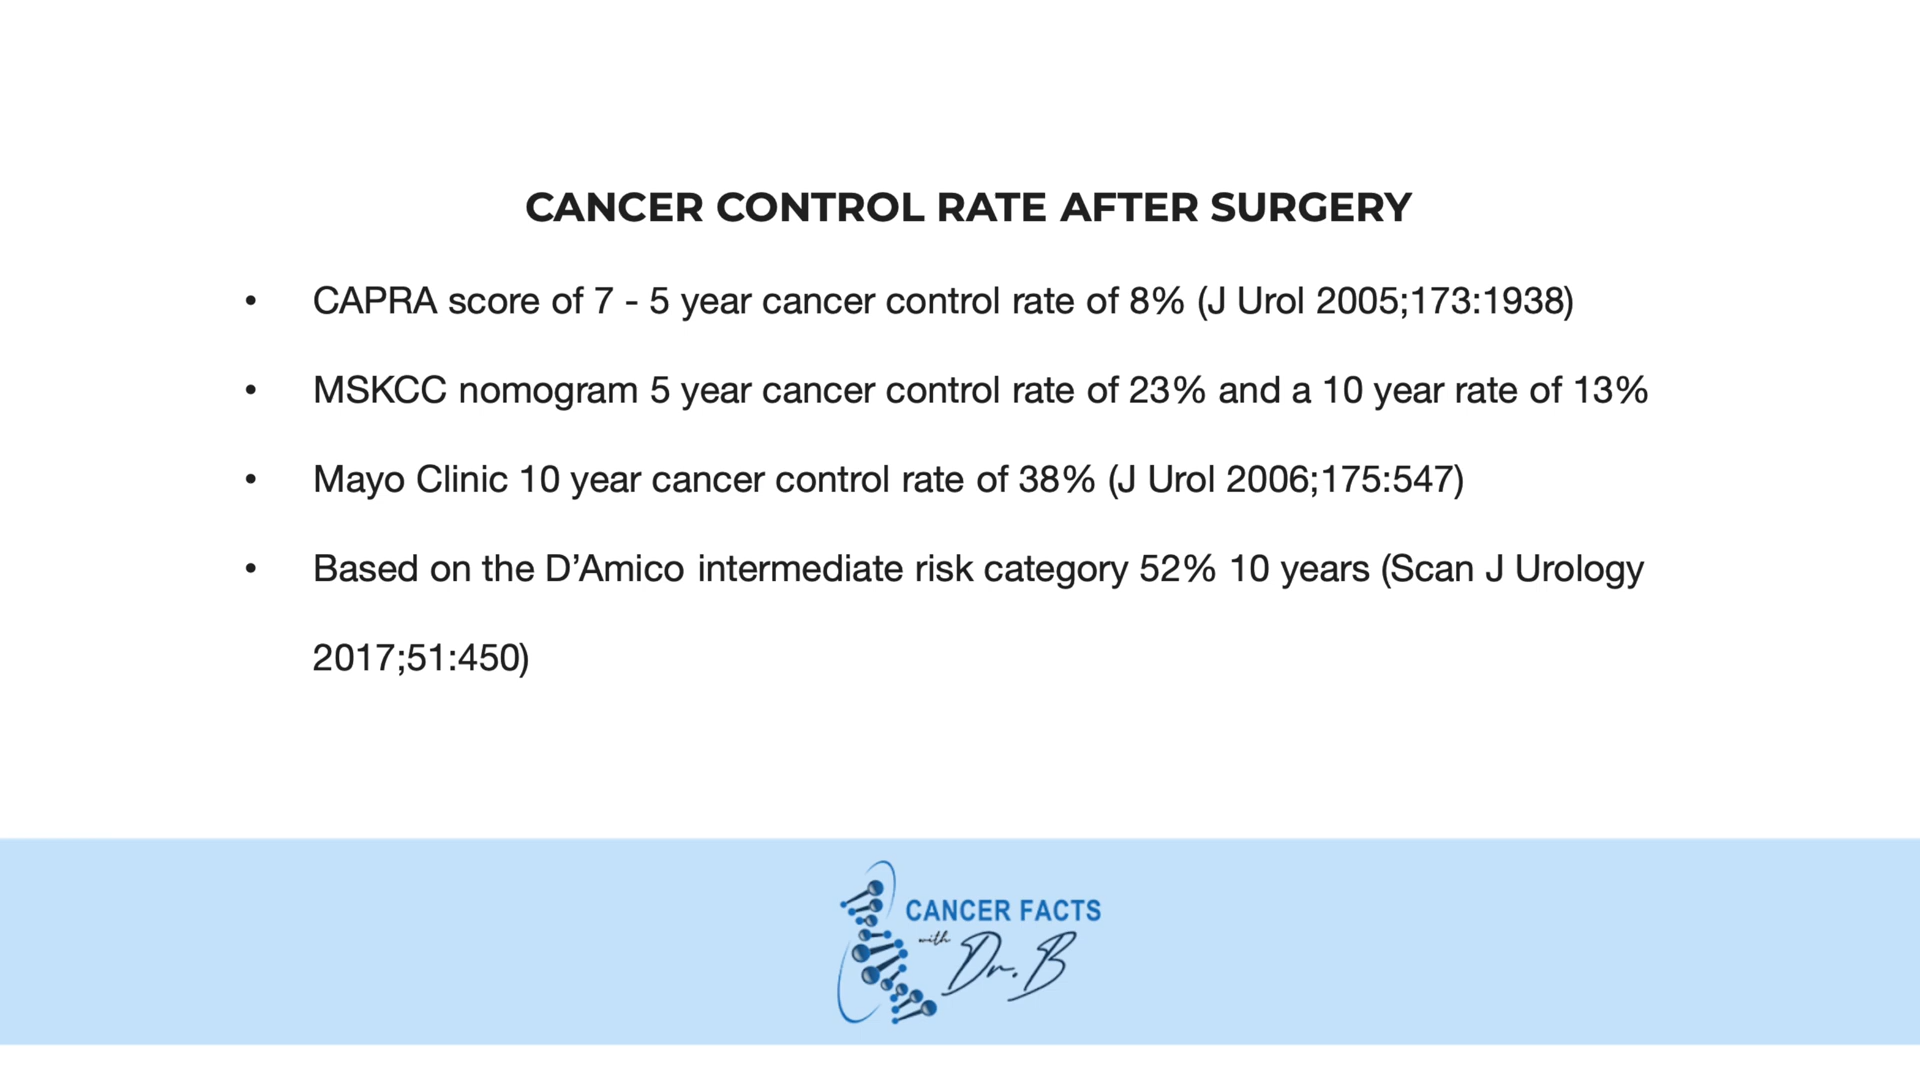 CANCER CONTROL RATE AFTER SURGERY
• CAPRA score of 7 - 5 year cancer control rate of 8% (J Urol 2005;173:1938)
• MSKCC nomogram 5 year cancer control rate of 23% and a 10 year rate of 13%
• Mayo Clinic 10 year cancer control rate of 38% (J Urol 2006;175:547)
• Based on the D’Amico intermediate risk category 52% 10 years (Scan J Urology
2017;51:450)
CANCER FACTS
with
Dr. B